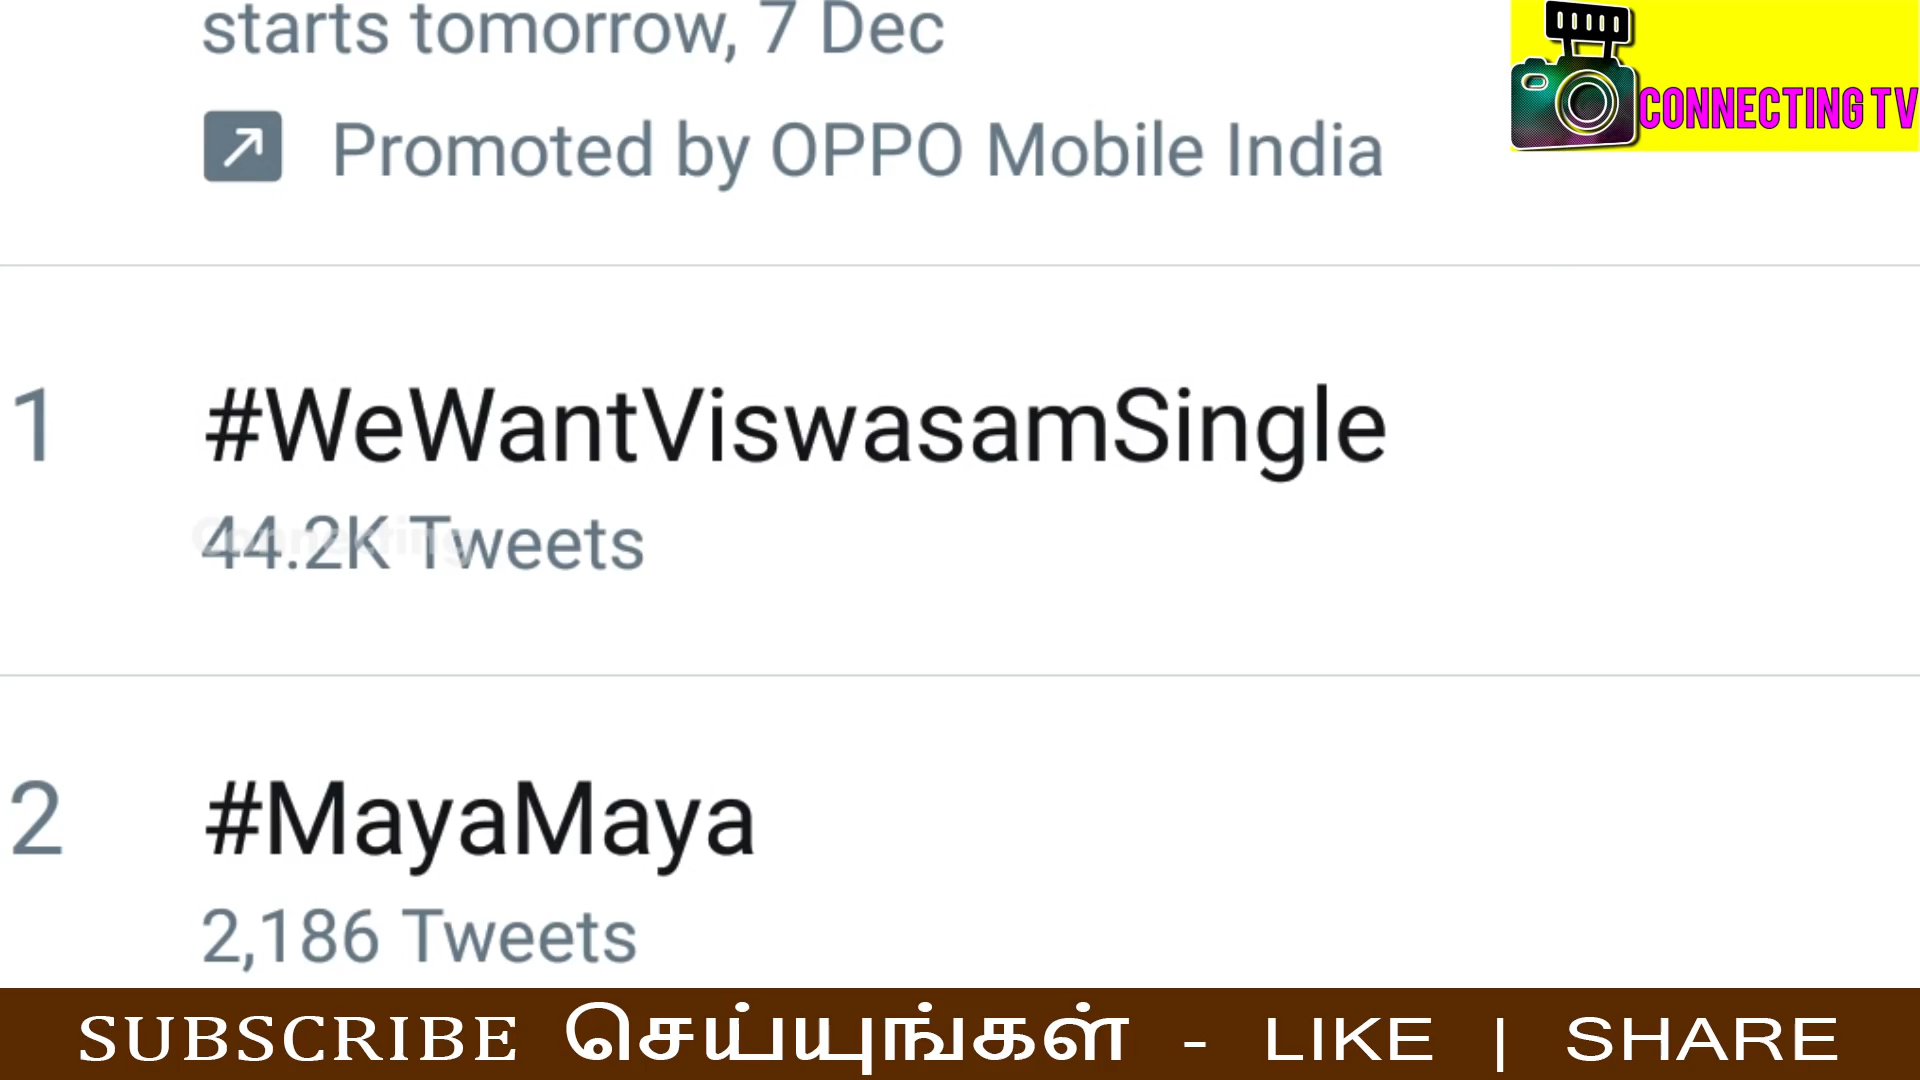 starts tomorrow, 7 Dec
CONNECTING TV
Promoted by OPPO Mobile India
1 #WeWantViswasamSingle
44.2K Tweets
Connecting
2 #MayaMaya
2,186 Tweets
SUBSCRIBE செய்யுங்கள் - LIKE | SHARE